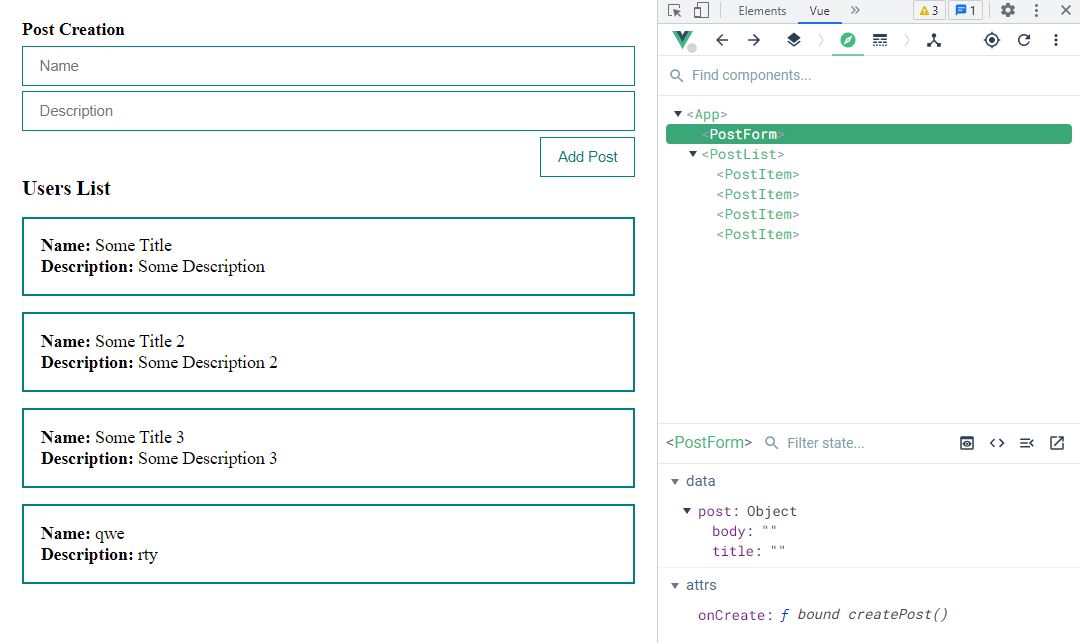 Post Creation
Name
Description
Add Post
Users List
Name: Some Title
Description: Some Description
Name: Some Title 2
Description: Some Description 2
Name: Some Title 3
Description: Some Description 3
Name: qwe
Description: rty
Elements Vue 3 1
Find components...
<App>
<PostForm>
<PostList>
<PostItem>
<PostItem>
<PostItem>
<PostItem>
<PostForm> Filter state...
data
post: Object
body: ""
title: ""
attrs
onCreate: ƒ bound createPost()